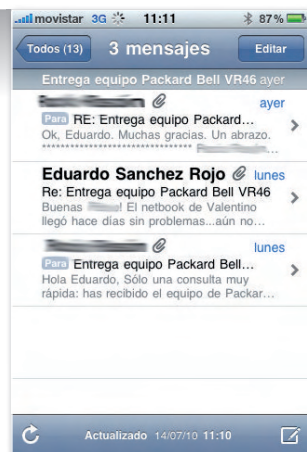 movistar 3G 11:11 87%
Todos (13) 3 mensajes Editar
Entrega equipo Packard Bell VR46 ayer
ayer
Para RE: Entrega equipo Packard...
Ok, Eduardo. Muchas gracias. Un abrazo.
********************************
Eduardo Sanchez Rojo lunes
Re: Entrega equipo Packard Bell VR46
Buenas ! El netbook de Valentino
llegó hace días sin problemas...aún no...
lunes
Para Entrega equipo Packard Bell...
Hola Eduardo, Sólo una consulta muy
rápida: has recibido el equipo de Packar...
Actualizado 14/07/10 11:10